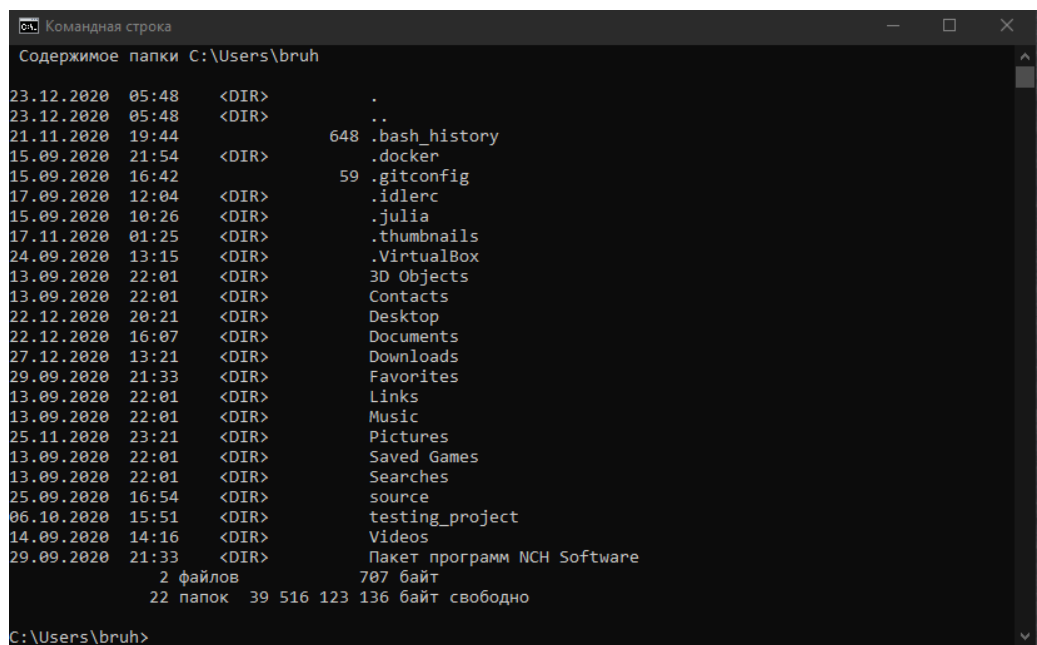 Командная строка
Содержимое папки C:\Users\bruh
23.12.2020  05:48    <DIR>          .
23.12.2020  05:48    <DIR>          ..
21.11.2020  19:44               648 .bash_history
15.09.2020  21:54    <DIR>          .docker
15.09.2020  16:42                59 .gitconfig
17.09.2020  12:04    <DIR>          .idlerc
15.09.2020  10:26    <DIR>          .julia
17.11.2020  01:25    <DIR>          .thumbnails
24.09.2020  13:15    <DIR>          .VirtualBox
13.09.2020  22:01    <DIR>          3D Objects
13.09.2020  22:01    <DIR>          Contacts
22.12.2020  20:21    <DIR>          Desktop
22.12.2020  16:07    <DIR>          Documents
27.12.2020  13:21    <DIR>          Downloads
29.09.2020  21:33    <DIR>          Favorites
13.09.2020  22:01    <DIR>          Links
13.09.2020  22:01    <DIR>          Music
25.11.2020  23:21    <DIR>          Pictures
13.09.2020  22:01    <DIR>          Saved Games
13.09.2020  22:01    <DIR>          Searches
25.09.2020  16:54    <DIR>          source
06.10.2020  15:51    <DIR>          testing_project
14.09.2020  14:16    <DIR>          Videos
29.09.2020  21:33    <DIR>          Пакет программ NCH Software
2 файлов            707 байт
22 папок  39 516 123 136 байт свободно
C:\Users\bruh>